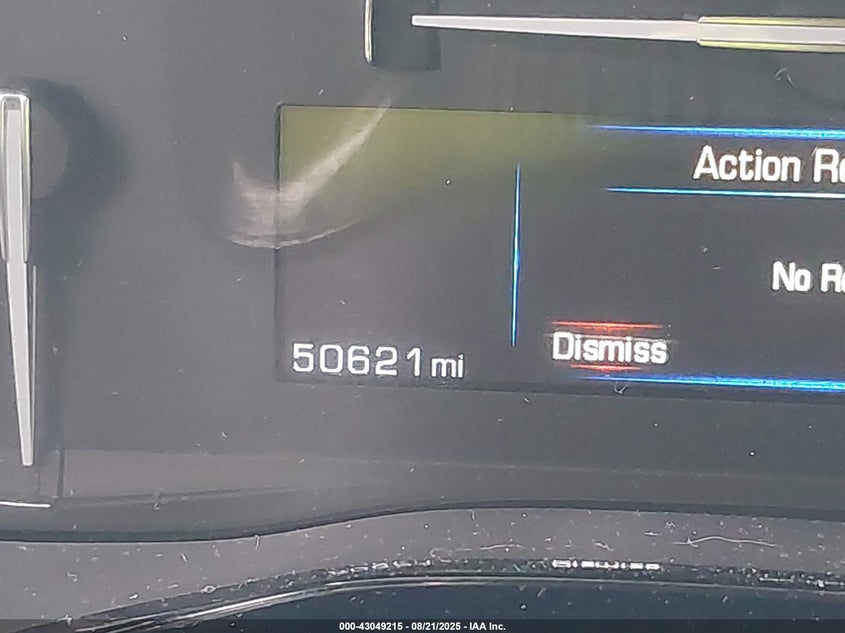 Action
No
Dismiss
50621 mi
000-43049215 - 08/21/2025 - IAA Inc.